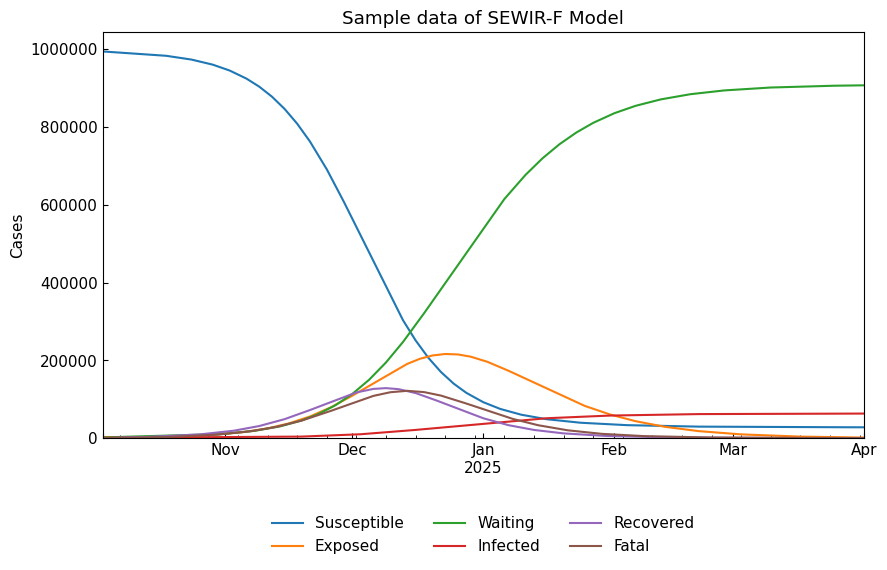 Sample data of SEWIR-F Model
Cases
1000000
800000
600000
400000
200000
0
Nov Dec Jan Feb Mar Apr
2025
Susceptible Waiting Recovered
Exposed Infected Fatal